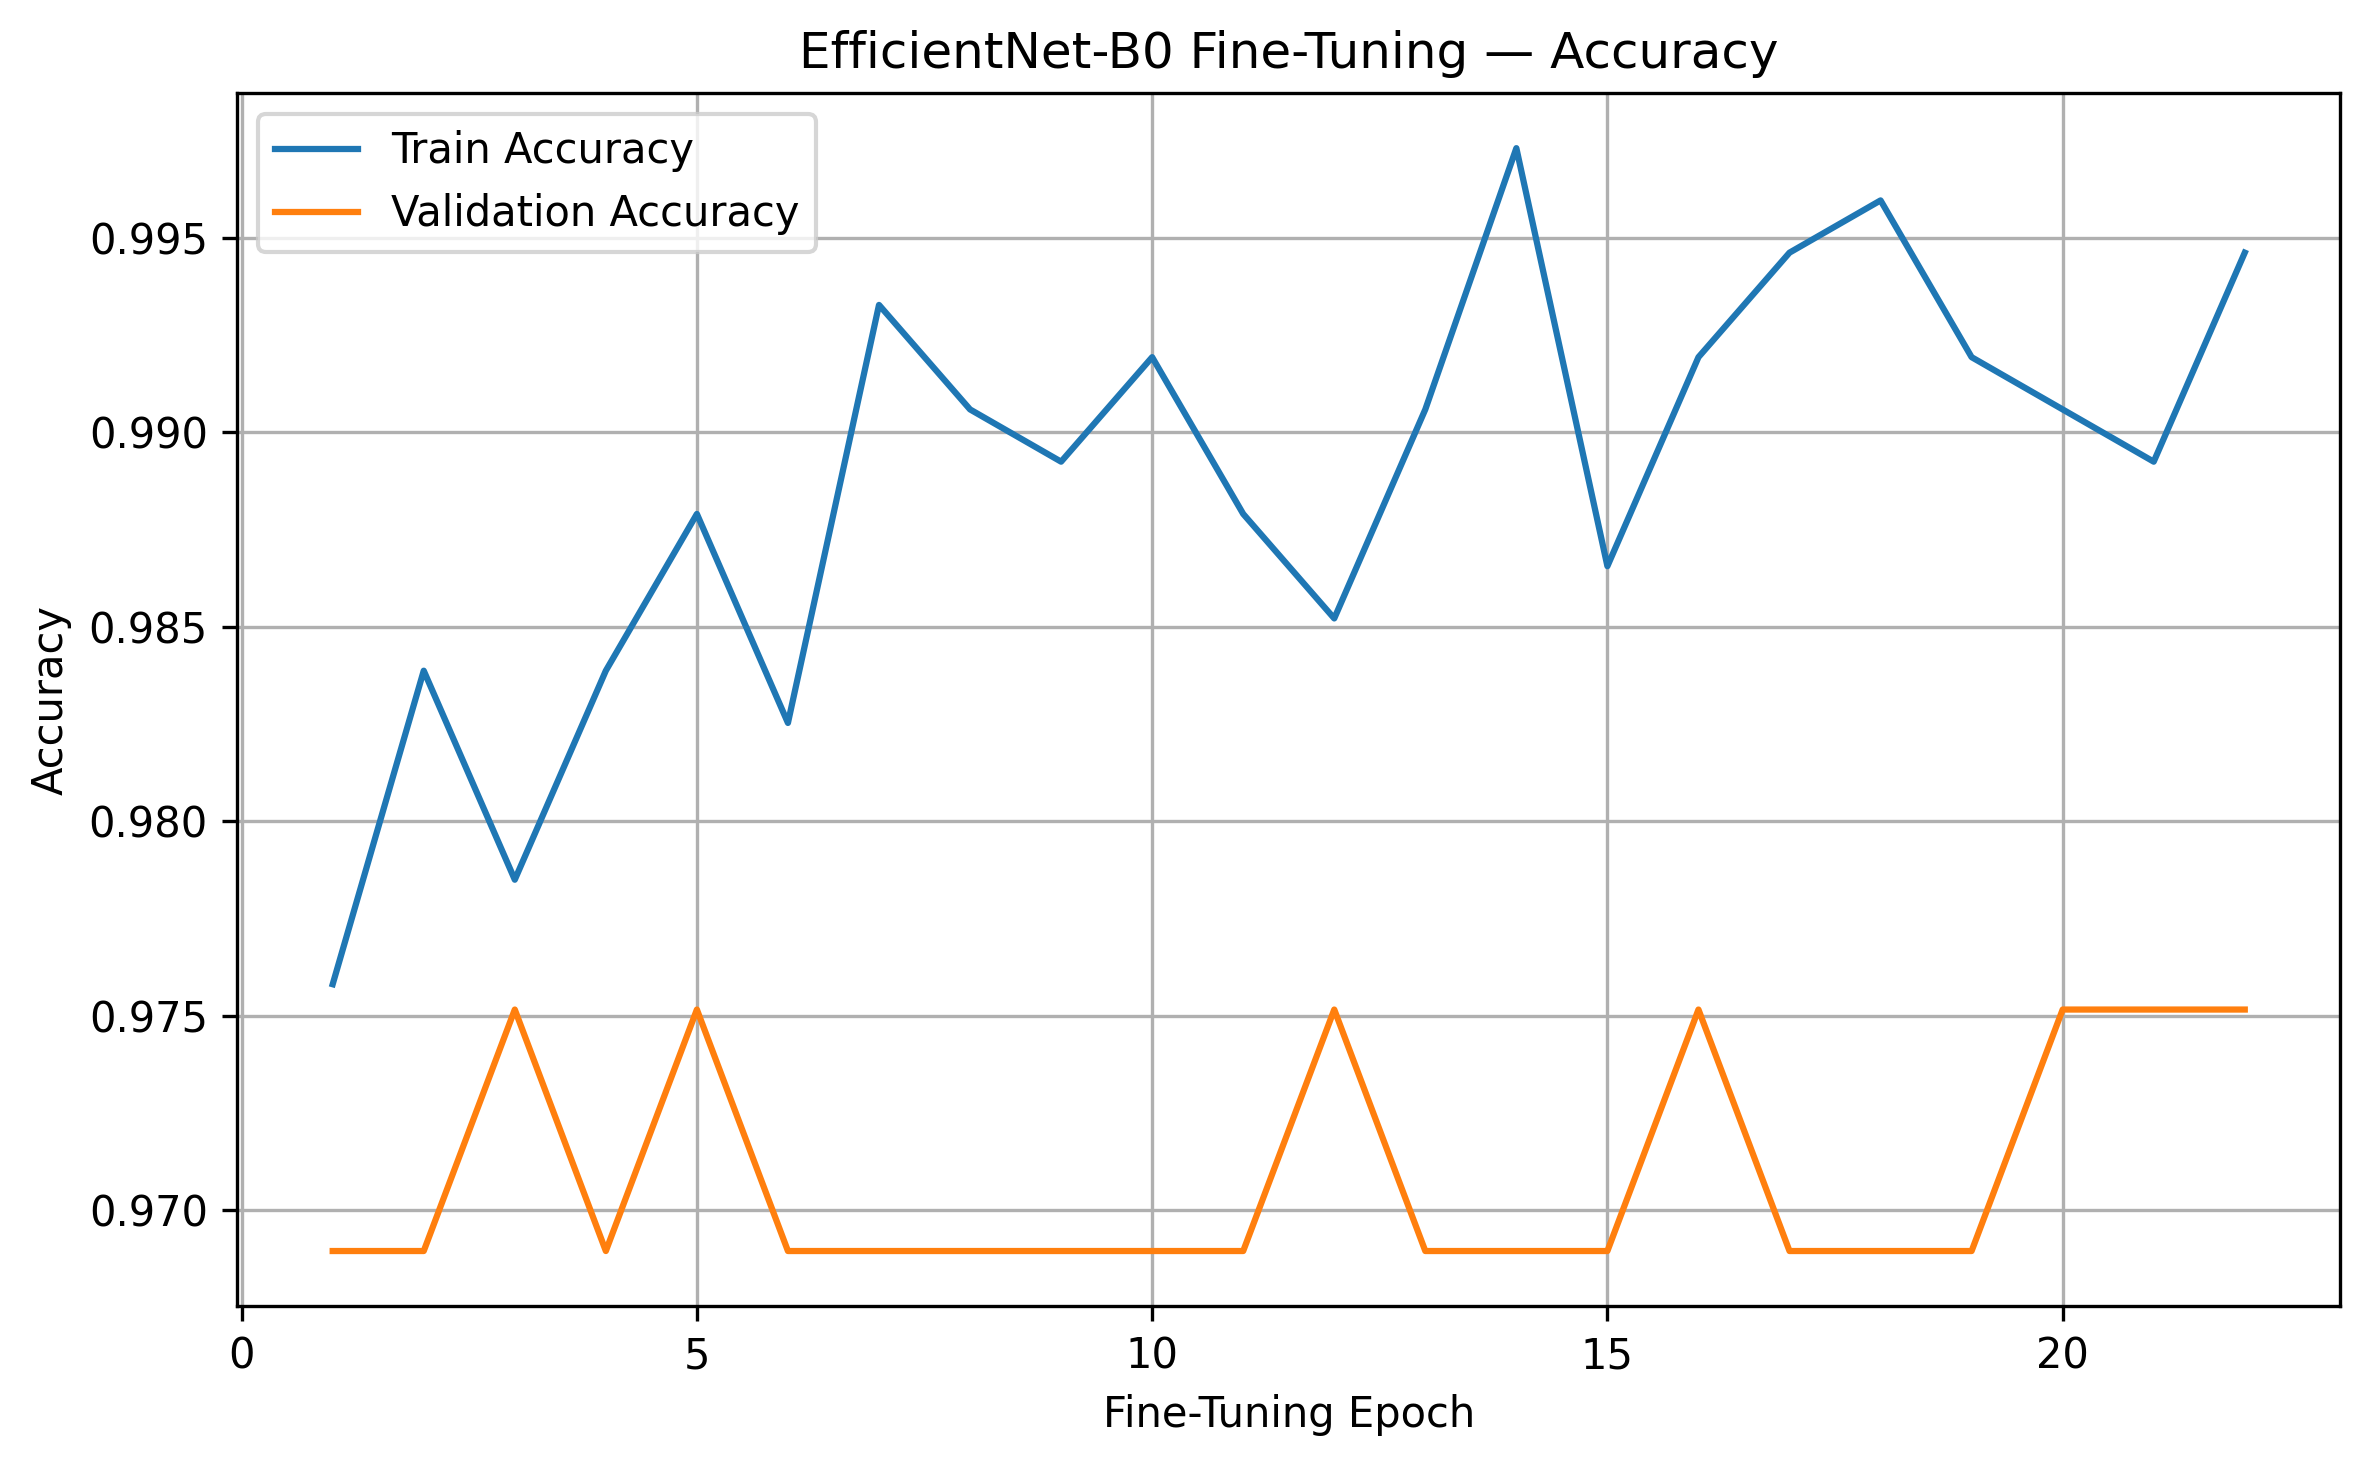 EfficientNet-B0 Fine-Tuning — Accuracy
Train Accuracy
Validation Accuracy
Accuracy
0.995
0.990
0.985
0.980
0.975
0.970
0
5
10
15
20
Fine-Tuning Epoch